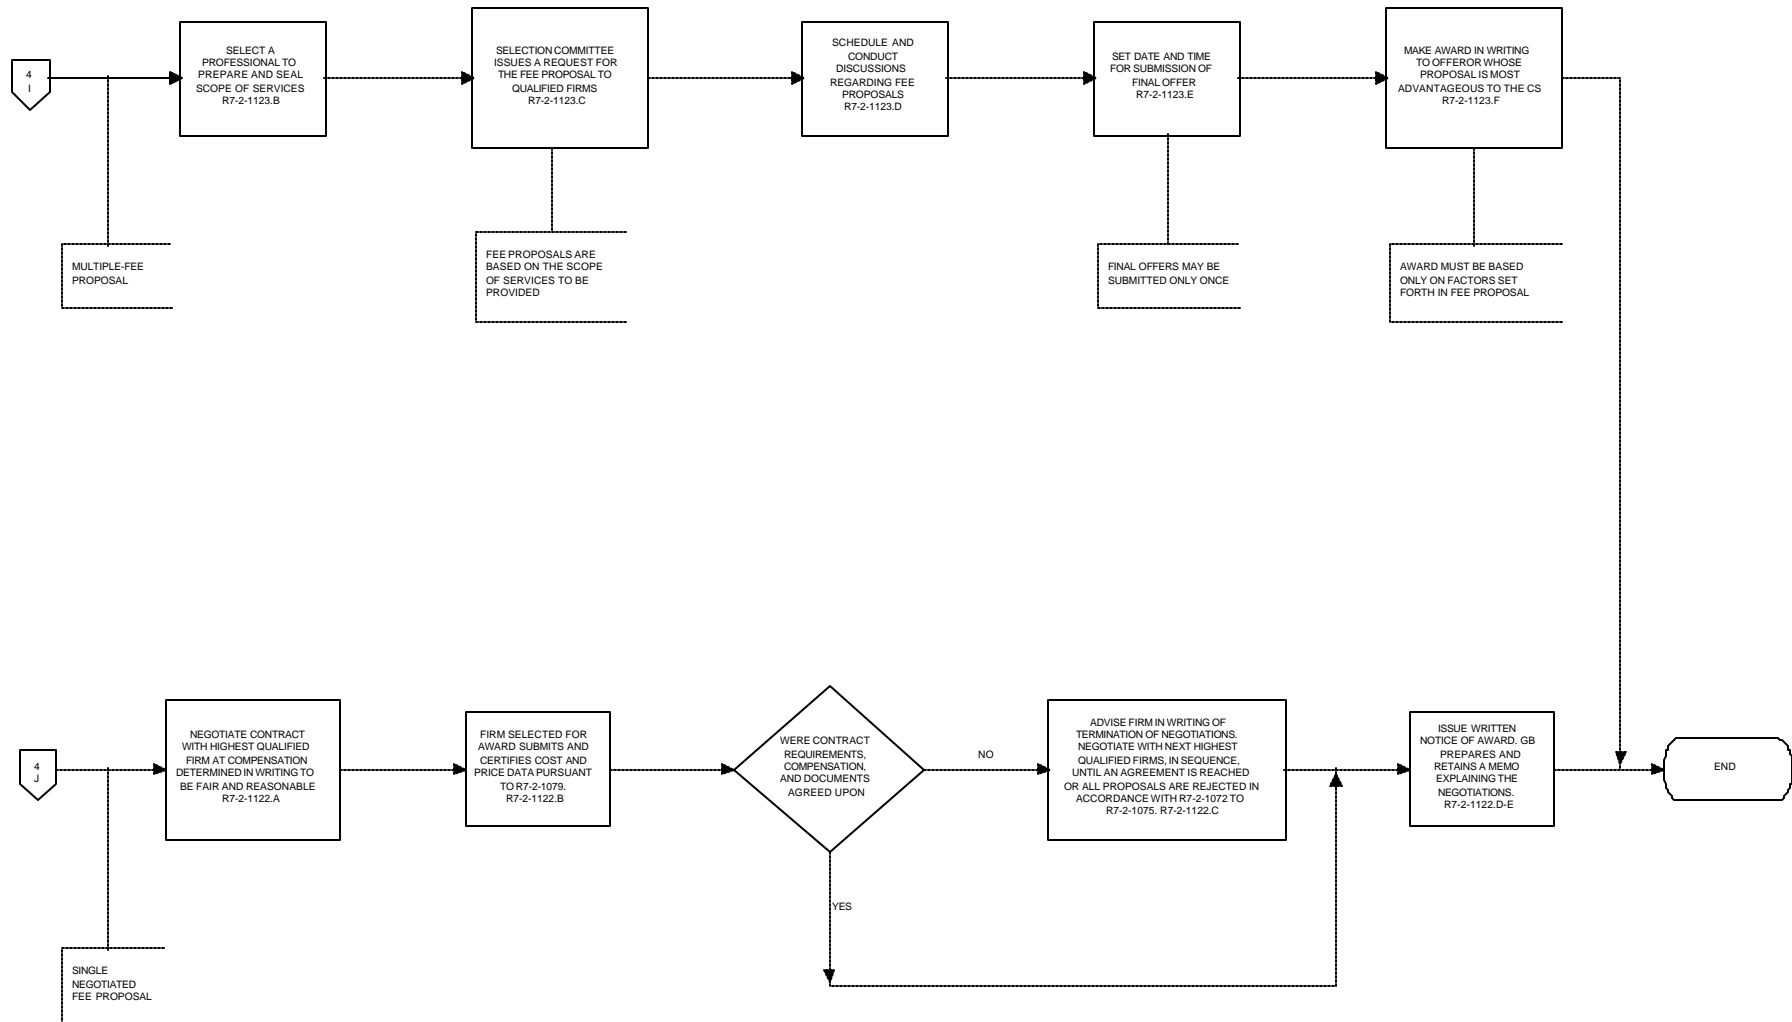 4
I
SELECT A
PROFESSIONAL TO
PREPARE AND SEAL
SCOPE OF SERVICES
R7-2-1123.B
SELECTION COMMITTEE
ISSUES A REQUEST FOR
THE FEE PROPOSAL TO
QUALIFIED FIRMS
R7-2-1123.C
SCHEDULE AND
CONDUCT
DISCUSSIONS
REGARDING FEE
PROPOSALS
R7-2-1123.D
SET DATE AND TIME
FOR SUBMISSION OF
FINAL OFFER
R7-2-1123.E
MAKE AWARD IN WRITING
TO OFFEROR WHOSE
PROPOSAL IS MOST
ADVANTAGEOUS TO THE CS
R7-2-1123.F
MULTIPLE-FEE
PROPOSAL
FEE PROPOSALS ARE
BASED ON THE SCOPE
OF SERVICES TO BE
PROVIDED
FINAL OFFERS MAY BE
SUBMITTED ONLY ONCE
AWARD MUST BE BASED
ONLY ON FACTORS SET
FORTH IN FEE PROPOSAL
4
J
NEGOTIATE CONTRACT
WITH HIGHEST QUALIFIED
FIRM AT COMPENSATION
DETERMINED IN WRITING TO
BE FAIR AND REASONABLE
R7-2-1122.A
FIRM SELECTED FOR
AWARD SUBMITS AND
CERTIFIES COST AND
PRICE DATA PURSUANT
TO R7-2-1079.
R7-2-1122.B
WERE CONTRACT
REQUIREMENTS,
COMPENSATION,
AND DOCUMENTS
AGREED UPON
NO
ADVISE FIRM IN WRITING OF
TERMINATION OF NEGOTIATIONS.
NEGOTIATE WITH NEXT HIGHEST
QUALIFIED FIRMS, IN SEQUENCE,
UNTIL AN AGREEMENT IS REACHED
OR ALL PROPOSALS ARE REJECTED IN
ACCORDANCE WITH R7-2-1072 TO
R7-2-1075. R7-2-1122.C
ISSUE WRITTEN
NOTICE OF AWARD. GB
PREPARES AND
RETAINS A MEMO
EXPLAINING THE
NEGOTIATIONS.
R7-2-1122.D-E
END
YES
SINGLE
NEGOTIATED
FEE PROPOSAL